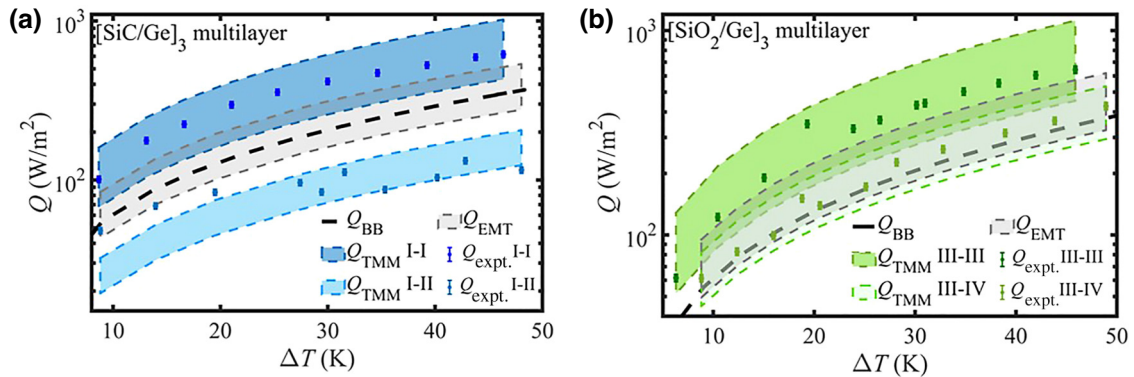 (a)
[SiC/Ge]₃ multilayer
10³
10²
Q (W/m²)
Q_BB
Q_EMT
Q_TMM I-I
Q_expt. I-I
Q_TMM I-II
Q_expt. I-II
10 20 30 40 50
ΔT (K)
(b)
[SiO₂/Ge]₃ multilayer
10³
10²
Q (W/m²)
Q_BB
Q_EMT
Q_TMM III-III
Q_expt. III-III
Q_TMM III-IV
Q_expt. III-IV
10 20 30 40 50
ΔT (K)